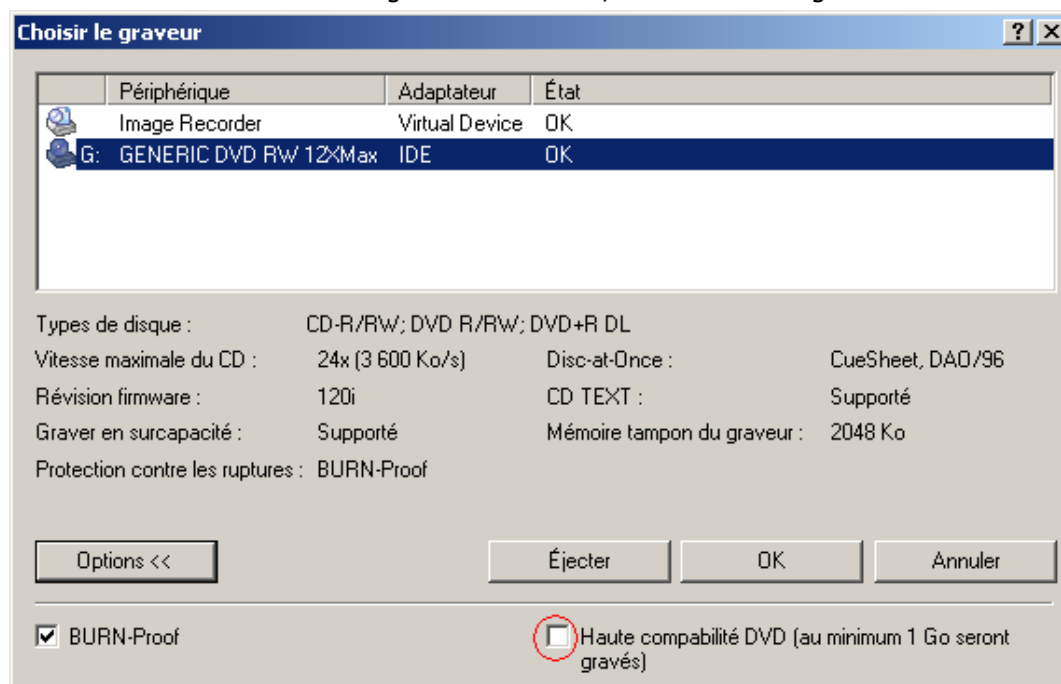 Choisir le graveur
Périphérique Adaptateur État
Image Recorder Virtual Device OK
G: GENERIC DVD RW 12XMax IDE OK
Types de disque : CD-R/RW; DVD R/RW; DVD+R DL
Vitesse maximale du CD : 24x (3 600 Ko/s) Disc-at-Once : CueSheet, DAO/96
Révision firmware : 120i CD TEXT : Supporté
Graver en surcapacité : Supporté Mémoire tampon du graveur : 2048 Ko
Protection contre les ruptures : BURN-Proof
Options << Éjecter OK Annuler
BURN-Proof Haute compabilité DVD (au minimum 1 Go seront
gravés)